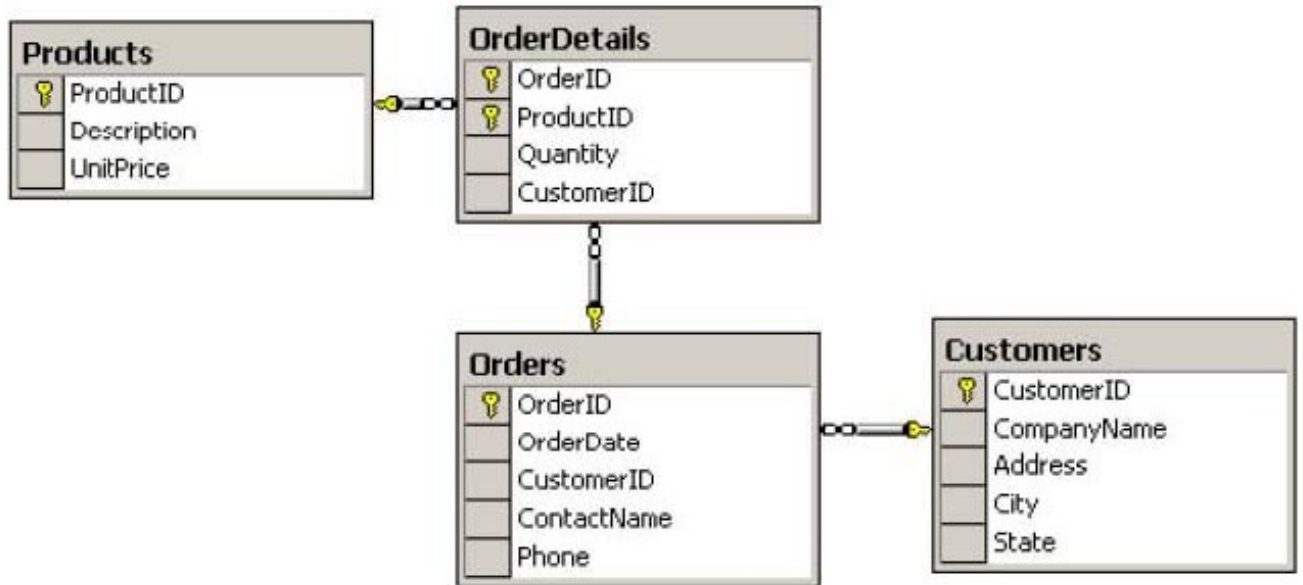 Products
ProductID
Description
UnitPrice
OrderDetails
OrderID
ProductID
Quantity
CustomerID
Orders
OrderID
OrderDate
CustomerID
ContactName
Phone
Customers
CustomerID
CompanyName
Address
City
State